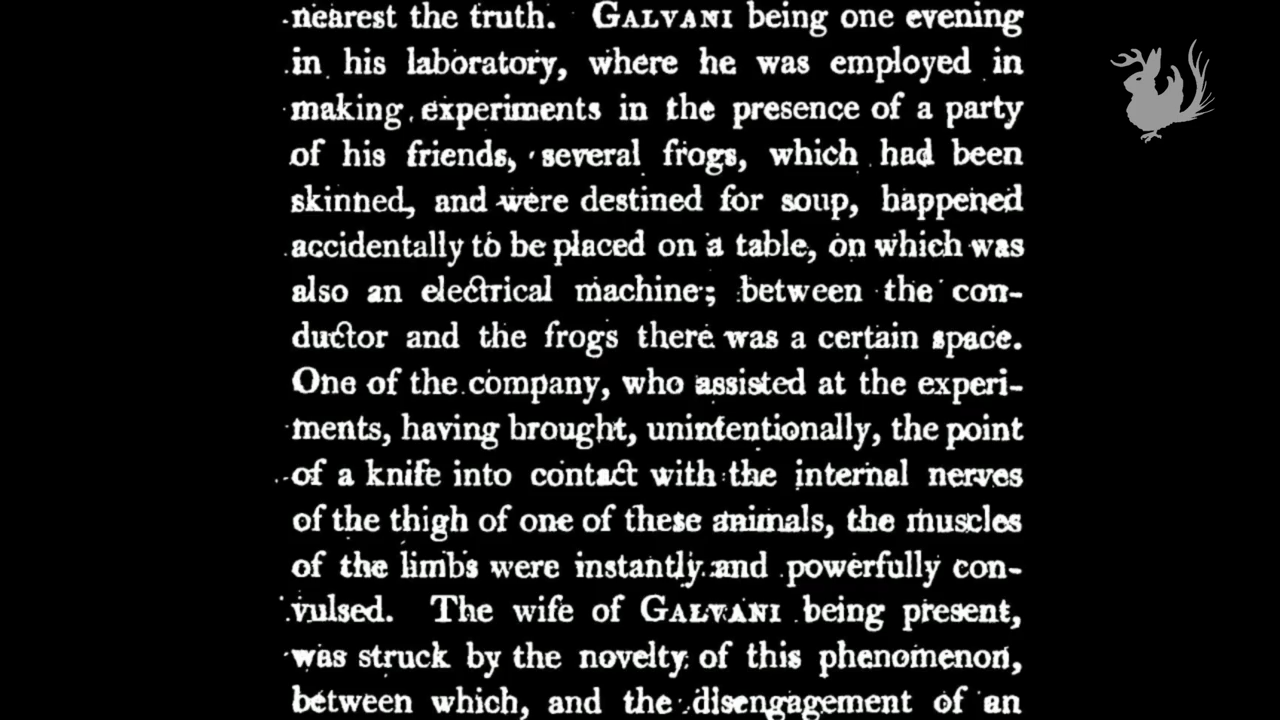 nearest the truth. GALVANI being one evening
in his laboratory, where he was employed in
making experiments in the presence of a party
of his friends, several frogs, which had been
skinned, and were destined for soup, happened
accidentally to be placed on a table, on which was
also an electrical machine; between the con-
ductor and the frogs there was a certain space.
One of the company, who assisted at the experi-
ments, having brought, unintentionally, the point
of a knife into contact with the internal nerves
of the thigh of one of these animals, the muscles
of the limbs were instantly and powerfully con-
vulsed. The wife of GALVANI being present,
was struck by the novelty of this phenomenon,
between which, and the disengagement of an